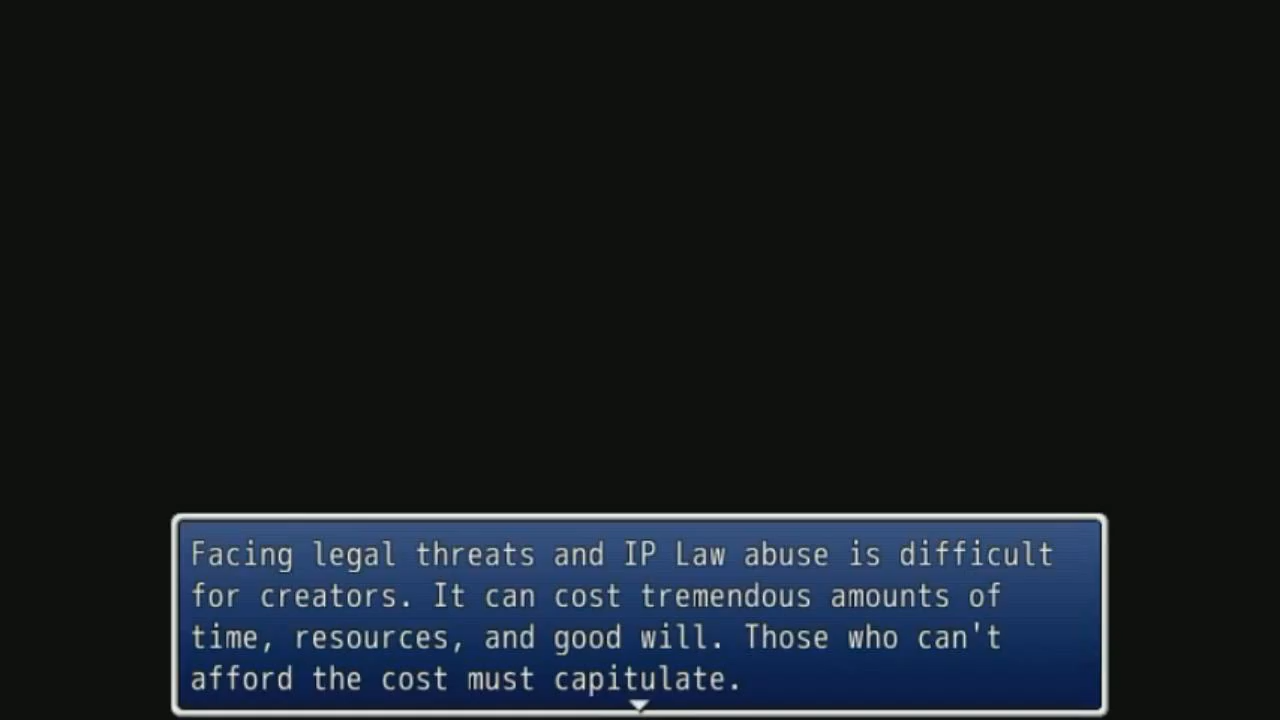 Facing legal threats and IP Law abuse is difficult
for creators. It can cost tremendous amounts of
time, resources, and good will. Those who can't
afford the cost must capitulate.